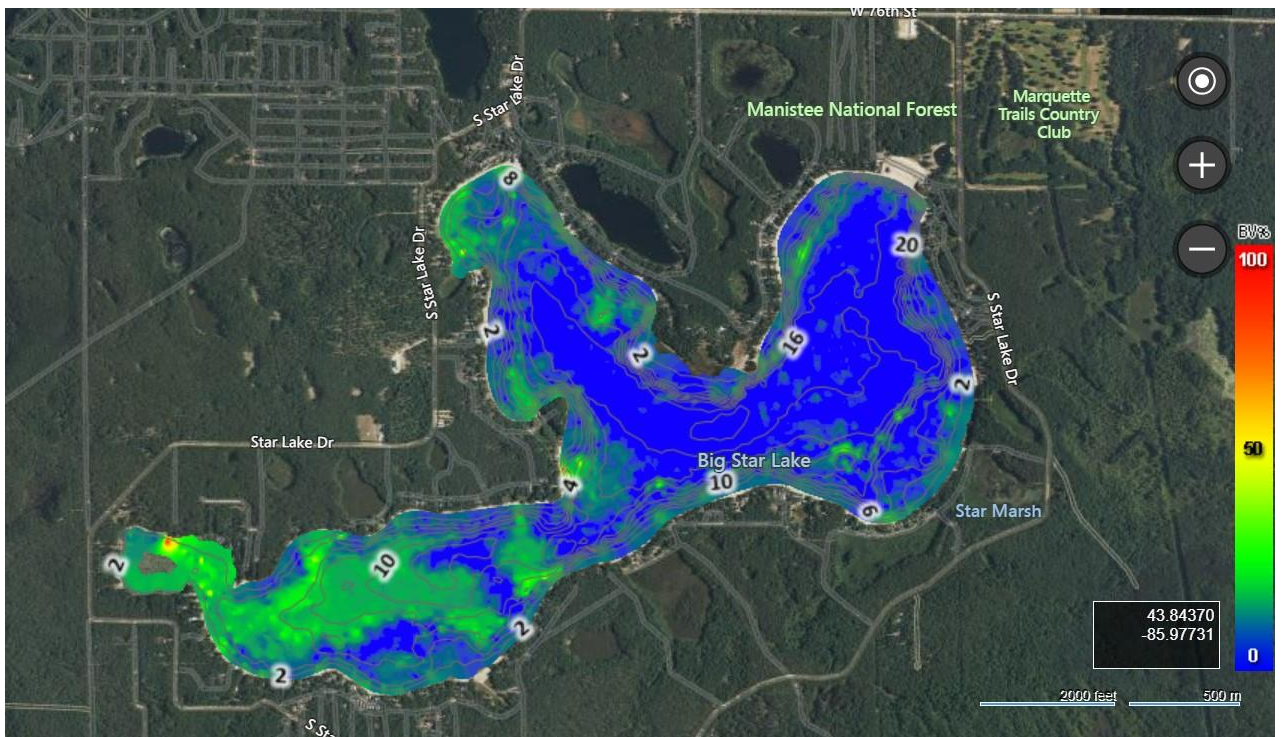 W 76th St
S Star Lake Dr
Manistee National Forest
Marquette
Trails Country
Club
8
20
BV%
100
S Star Lake Dr
2
2
16
S Star Lake Dr
2
Star Lake Dr
50
Big Star Lake
4
10
6
Star Marsh
2
10
43.84370
-85.97731
2
0
2
2000 feet
500 m
S Sta